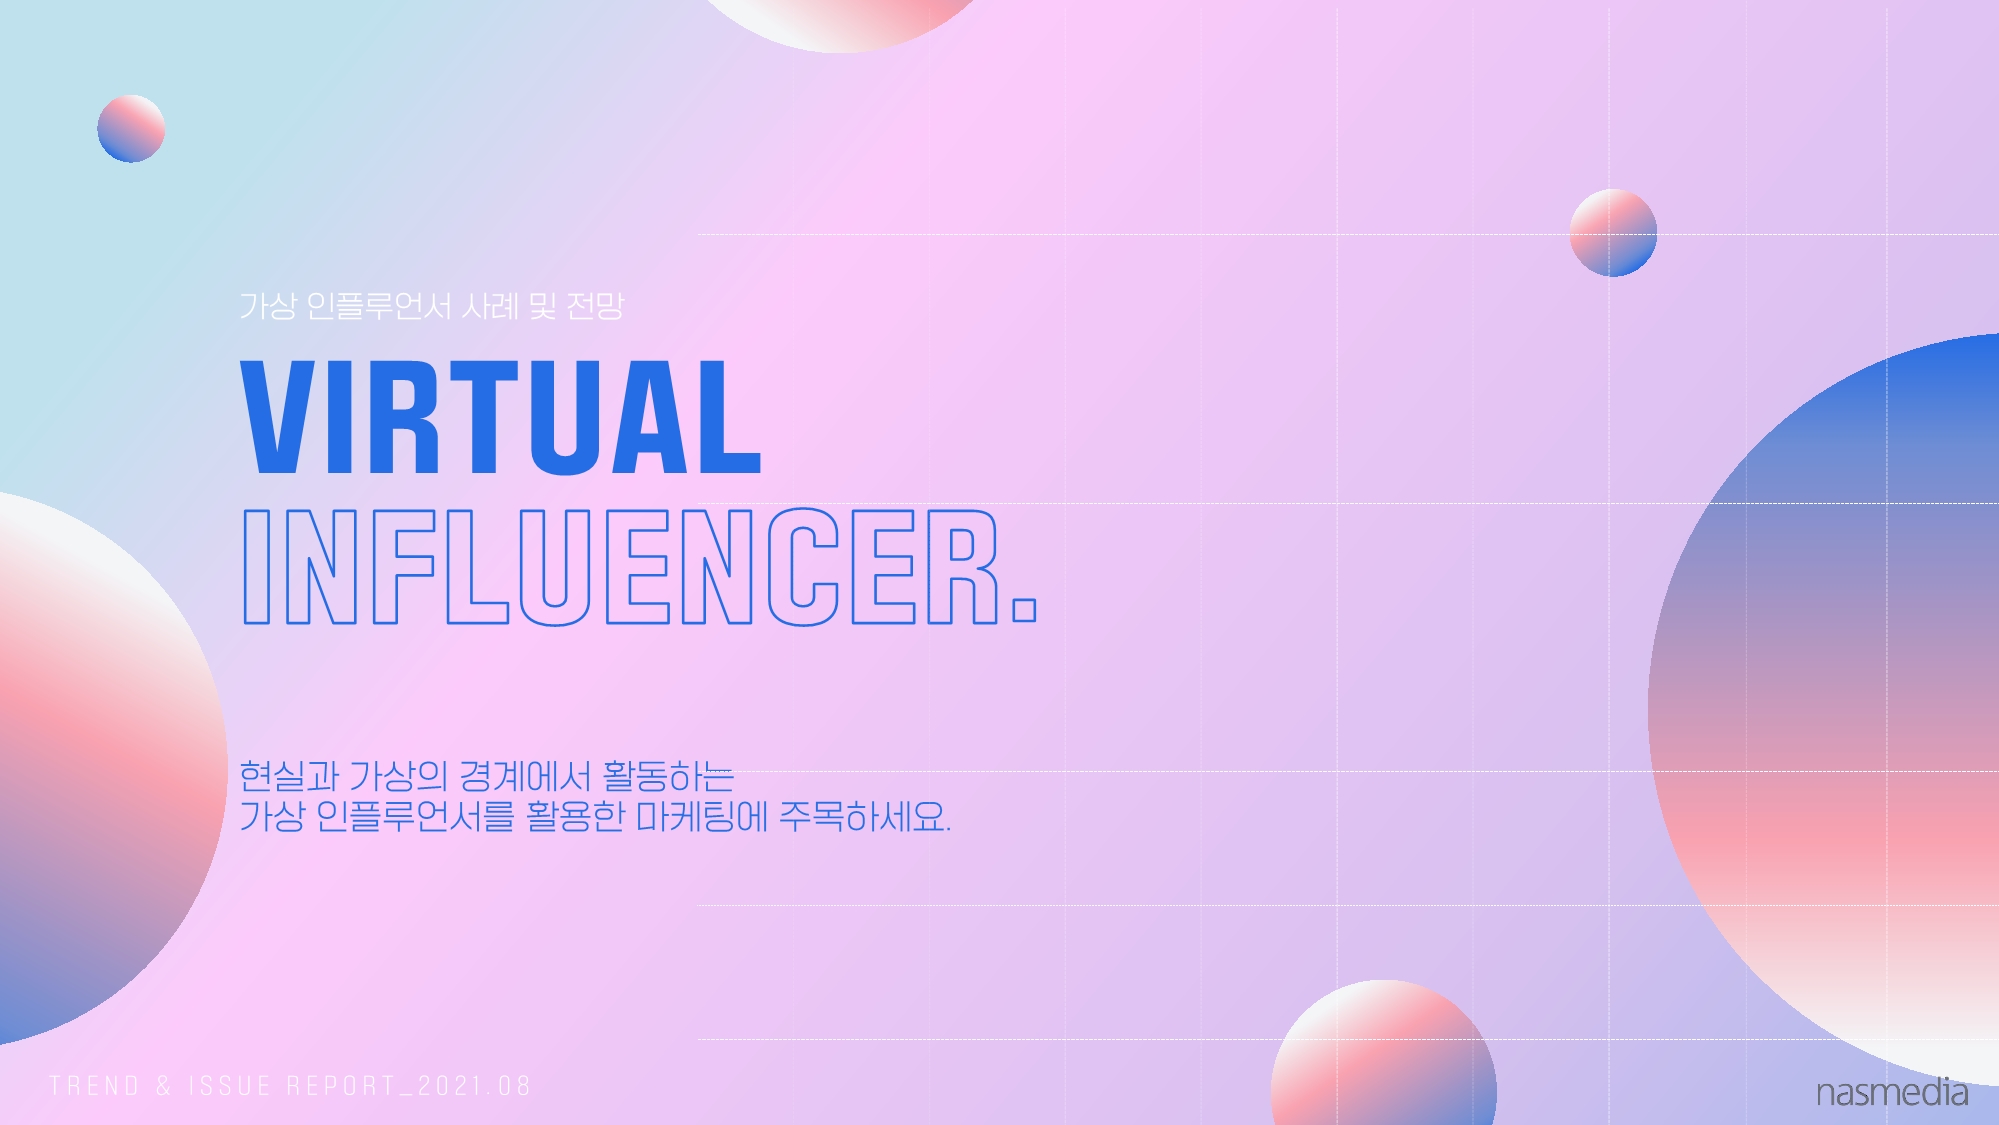 가상 인플루언서 사례 및 전망
VIRTUAL
INFLUENCER.
현실과 가상의 경계에서 활동하는
가상 인플루언서를 활용한 마케팅에 주목하세요.
TREND & ISSUE REPORT_2021.08
nasmedia